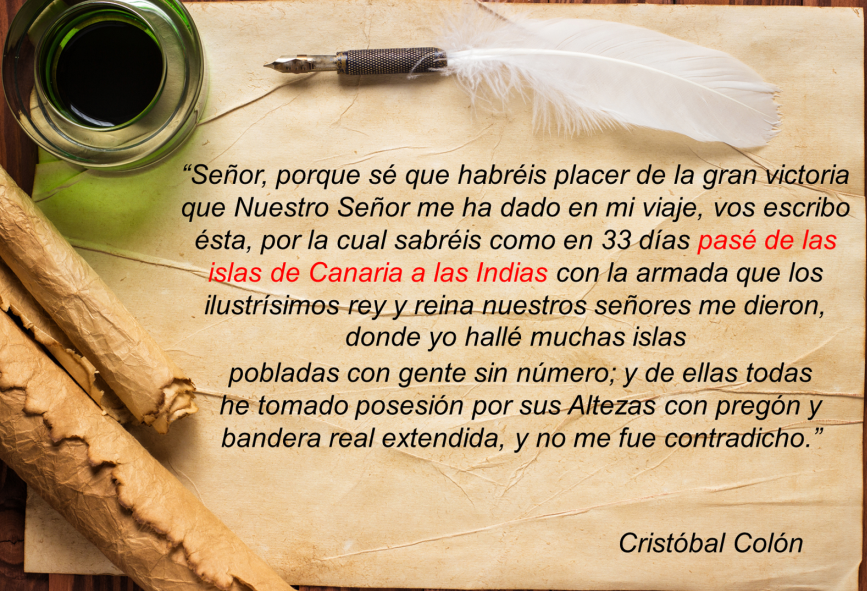 “Señor, porque sé que habréis placer de la gran victoria
que Nuestro Señor me ha dado en mi viaje, vos escribo
ésta, por la cual sabréis como en 33 días pasé de las
islas de Canaria a las Indias con la armada que los
ilustrísimos rey y reina nuestros señores me dieron,
donde yo hallé muchas islas
pobladas con gente sin número; y de ellas todas
he tomado posesión por sus Altezas con pregón y
bandera real extendida, y no me fue contradicho.”
Cristóbal Colón